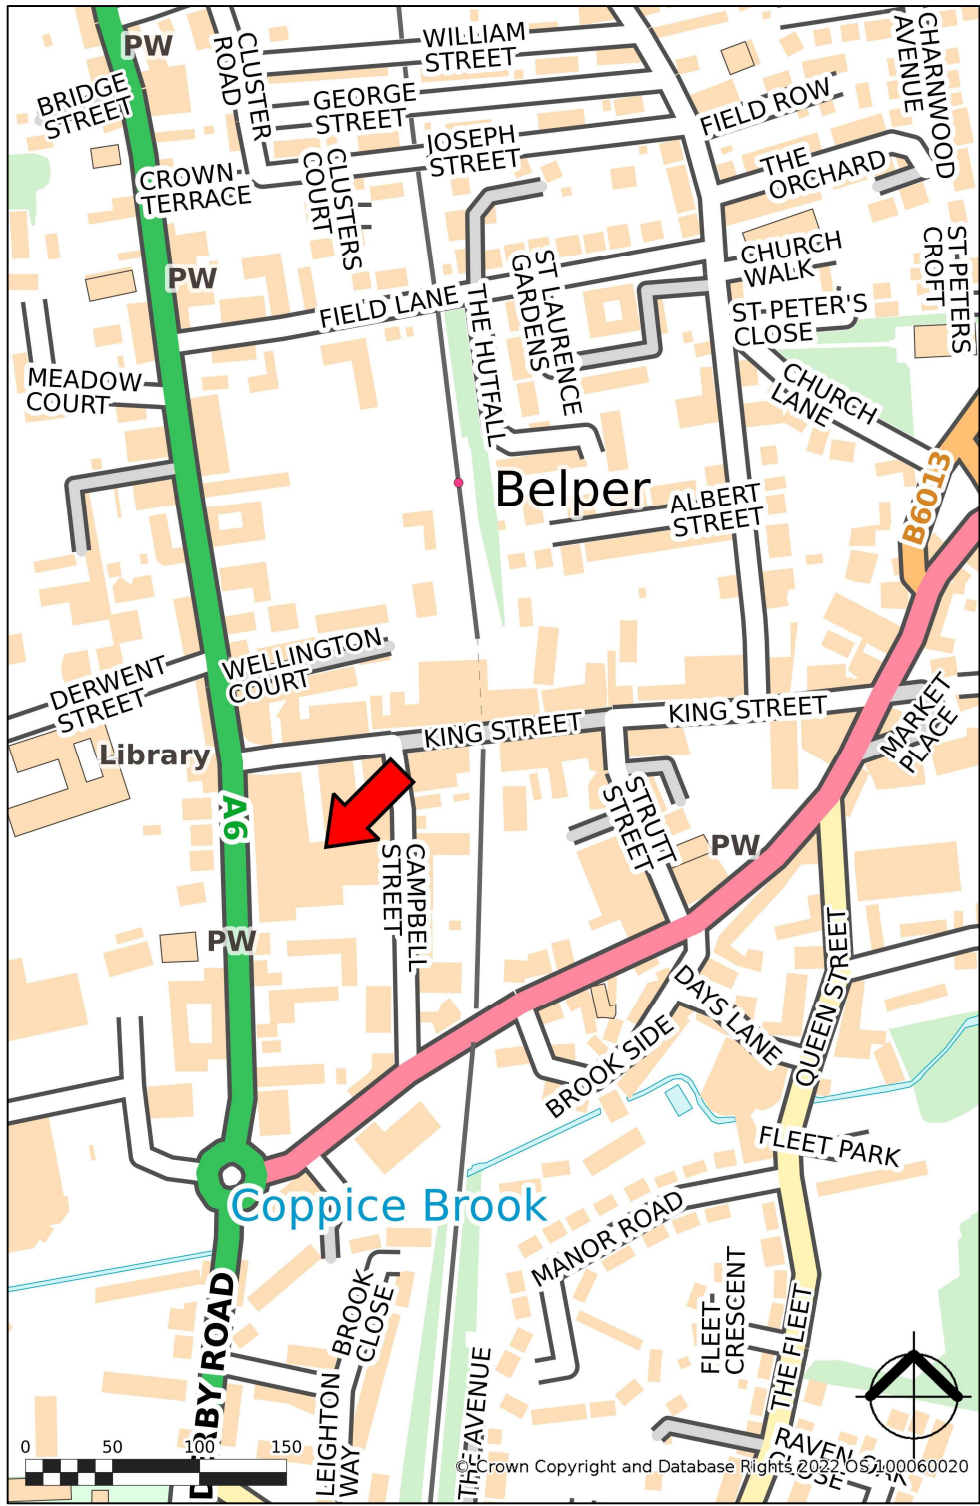 PW
BRIDGE
STREET
CLUSTER
ROAD
WILLIAM
STREET
GEORGE
STREET
JOSEPH
STREET
FIELD ROW
CHARNWOOD
AVENUE
THE
ORCHARD
CROWN
TERRACE
CLUSTERS
COURT
PW
FIELD LANE
THE HUTFALL
ST LAURENCE
GARDENS
CHURCH
WALK
ST-PETERS
CROFT
ST-PETER'S
CLOSE
MEADOW
COURT
CHURCH
LANE
B6013
Belper
ALBERT
STREET
DERWENT
STREET
WELLINGTON
COURT
KING STREET
KING STREET
MARKET
PLACE
Library
A6
STRUTT
STREET
PW
CAMPBELL
STREET
PW
QUEEN STREET
DAYS LANE
BROOK SIDE
FLEET PARK
Coppice Brook
MANOR ROAD
BROOK
CLOSE
FLEET
CRESCENT
THE FLEET
DERBY ROAD
LEIGHTON
WAY
THE AVENUE
RAVEN OAK
CLOSE
0 50 100 150
© Crown Copyright and Database Rights 2022 OS 100060020